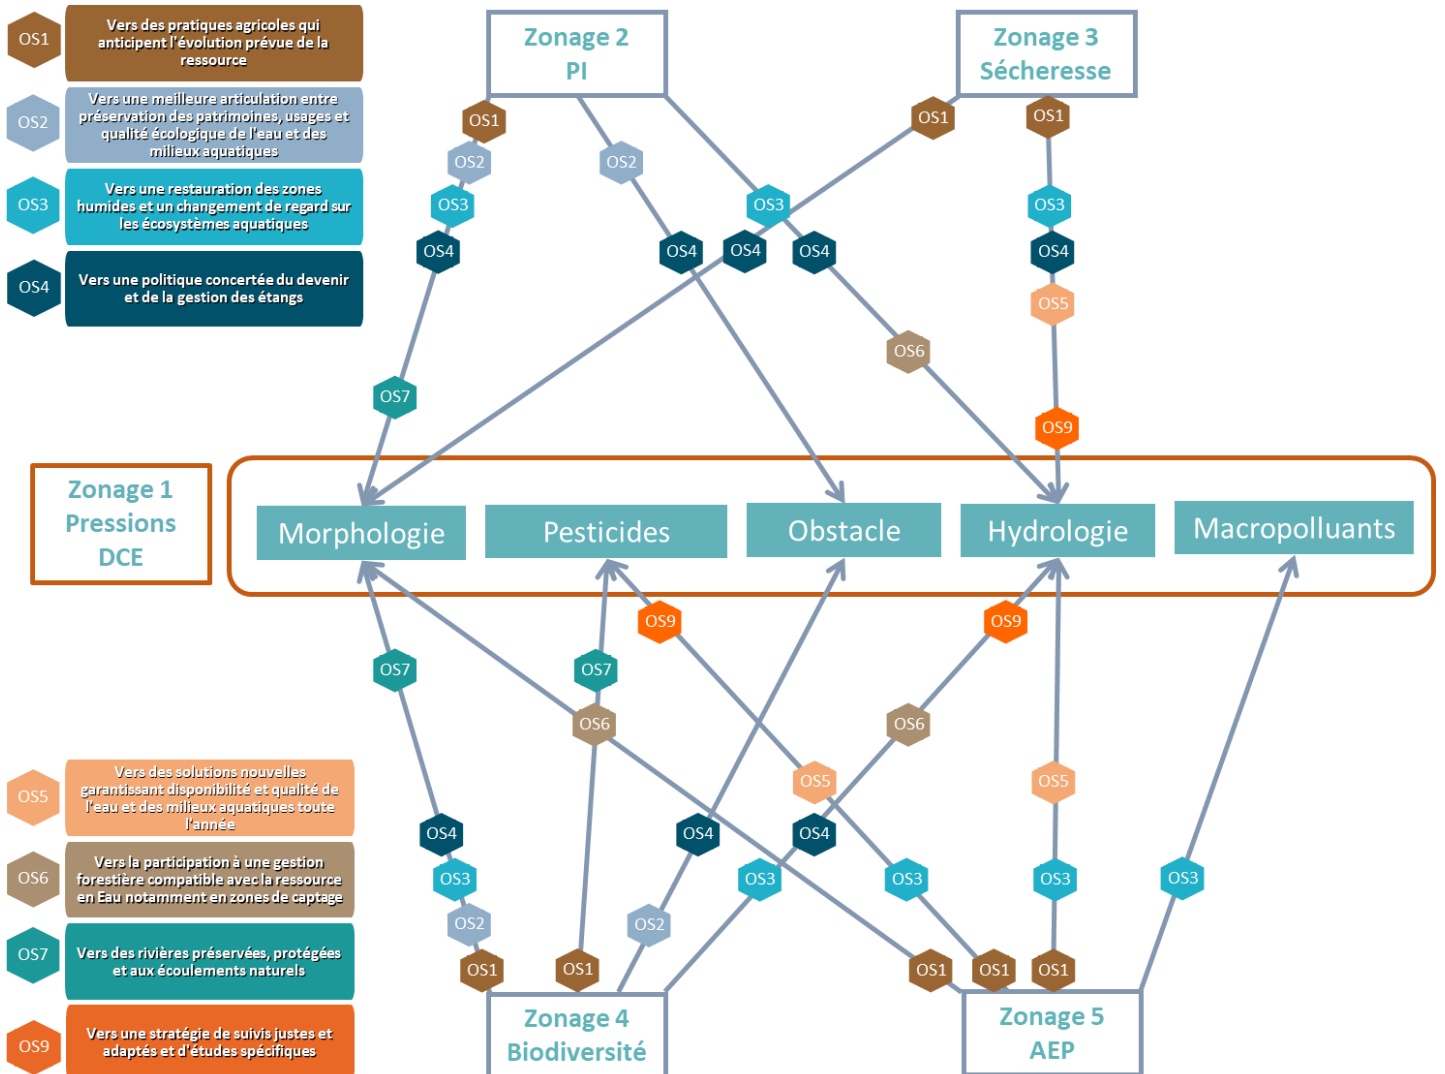 OS1
Vers des pratiques agricoles qui
anticipent l'évolution prévue de la
ressource
OS2
Vers une meilleure articulation entre
préservation des patrimoines, usages et
qualité écologique de l'eau et des
milieux aquatiques
OS3
Vers une restauration des zones
humides et un changement de regard sur
les écosystèmes aquatiques
OS4
Vers une politique concertée du devenir
et de la gestion des étangs
Zonage 2
PI
Zonage 3
Sécheresse
OS1
OS1
OS1
OS2
OS2
OS3
OS3
OS3
OS4
OS4
OS4
OS4
OS4
OS5
OS6
OS7
OS9
Zonage 1
Pressions
DCE
Morphologie
Pesticides
Obstacle
Hydrologie
Macropolluants
OS9
OS9
OS7
OS7
OS6
OS6
OS5
OS5
OS4
OS4
OS4
OS3
OS3
OS3
OS3
OS3
OS2
OS2
OS1
OS1
OS1
OS1
OS1
Zonage 4
Biodiversité
Zonage 5
AEP
OS5
Vers des solutions nouvelles
garantissant disponibilité et qualité de
l'eau et des milieux aquatiques toute
l'année
OS6
Vers la participation à une gestion
forestière compatible avec la ressource
en Eau notamment en zones de captage
OS7
Vers des rivières préservées, protégées
et aux écoulements naturels
OS9
Vers une stratégie de suivis justes et
adaptés et d'études spécifiques